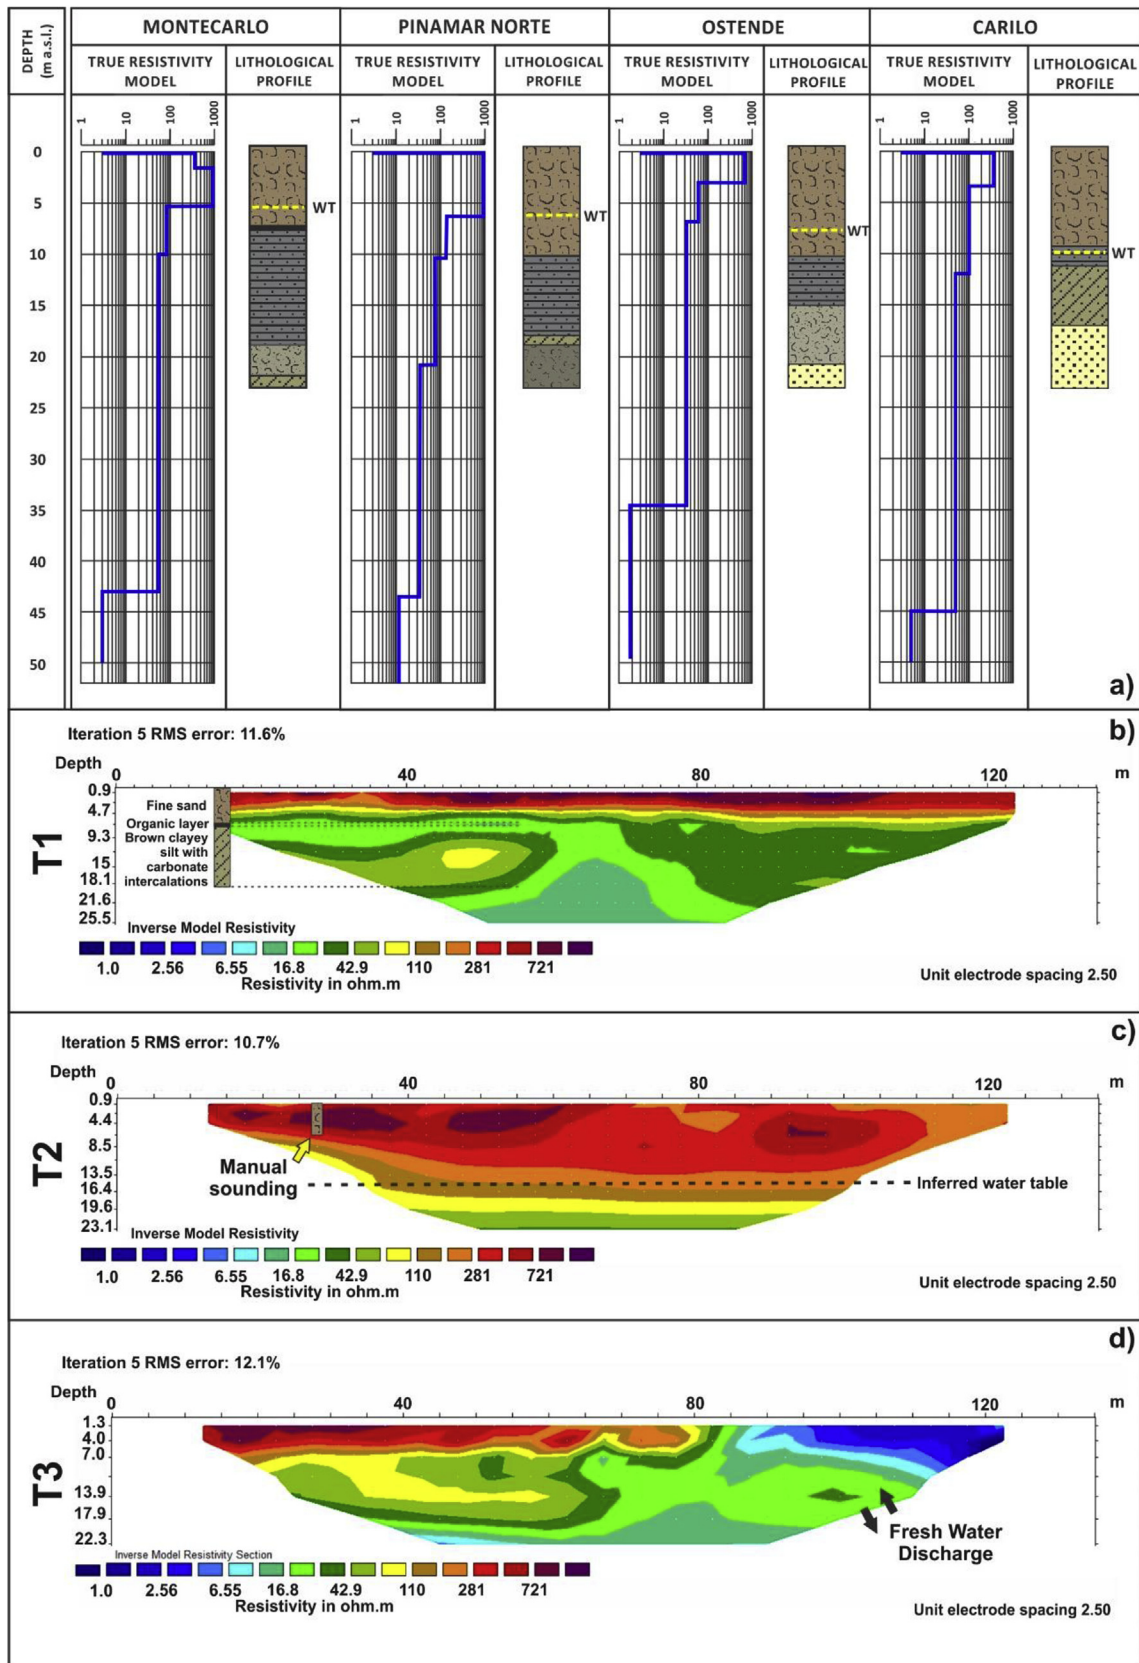 DEPTH
(m a.s.l.)
MONTECARLO
PINAMAR NORTE
OSTENDE
CARILO
TRUE RESISTIVITY
MODEL
LITHOLOGICAL
PROFILE
TRUE RESISTIVITY
MODEL
LITHOLOGICAL
PROFILE
TRUE RESISTIVITY
MODEL
LITHOLOGICAL
PROFILE
TRUE RESISTIVITY
MODEL
LITHOLOGICAL
PROFILE
1 10 100 1000
1 10 100 1000
1 10 100 1000
1 10 100 1000
0
5
10
15
20
25
30
35
40
45
50
WT
WT
WT
WT
a)
b)
Iteration 5 RMS error: 11.6%
Depth
0 40 80 120 m
T1
0.9
4.7
9.3
15
18.1
21.6
25.5
Fine sand
Organic layer
Brown clayey
silt with
carbonate
intercalations
Inverse Model Resistivity
1.0 2.56 6.55 16.8 42.9 110 281 721
Resistivity in ohm.m
Unit electrode spacing 2.50
c)
Iteration 5 RMS error: 10.7%
Depth
0 40 80 120 m
T2
0.9
4.4
8.5
13.5
16.4
19.6
23.1
Manual
sounding
Inferred water table
Inverse Model Resistivity
1.0 2.56 6.55 16.8 42.9 110 281 721
Resistivity in ohm.m
Unit electrode spacing 2.50
d)
Iteration 5 RMS error: 12.1%
Depth
0 40 80 120 m
T3
1.3
4.0
7.0
13.9
17.9
22.3
Fresh Water
Discharge
Inverse Model Resistivity Section
1.0 2.56 6.55 16.8 42.9 110 281 721
Resistivity in ohm.m
Unit electrode spacing 2.50